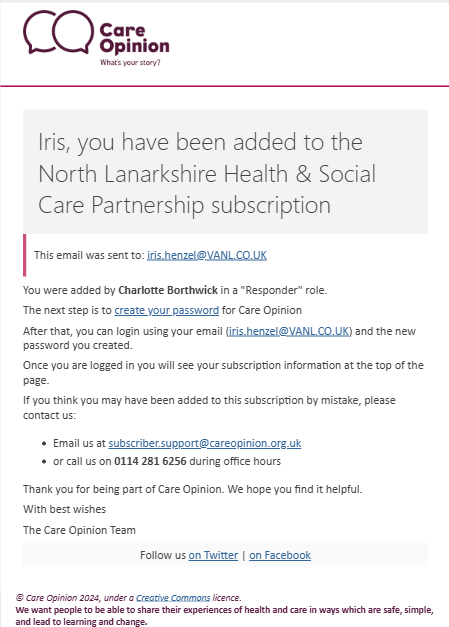 Care
Opinion
What's your story?
Iris, you have been added to the
North Lanarkshire Health & Social
Care Partnership subscription
This email was sent to: iris.henzel@VANL.CO.UK
You were added by Charlotte Borthwick in a "Responder" role.
The next step is to create your password for Care Opinion
After that, you can login using your email (iris.henzel@VANL.CO.UK) and the new
password you created.
Once you are logged in you will see your subscription information at the top of the
page.
If you think you may have been added to this subscription by mistake, please
contact us:
• Email us at subscriber.support@careopinion.org.uk
• or call us on 0114 281 6256 during office hours
Thank you for being part of Care Opinion. We hope you find it helpful.
With best wishes
The Care Opinion Team
Follow us on Twitter | on Facebook
© Care Opinion 2024, under a Creative Commons licence.
We want people to be able to share their experiences of health and care in ways which are safe, simple,
and lead to learning and change.